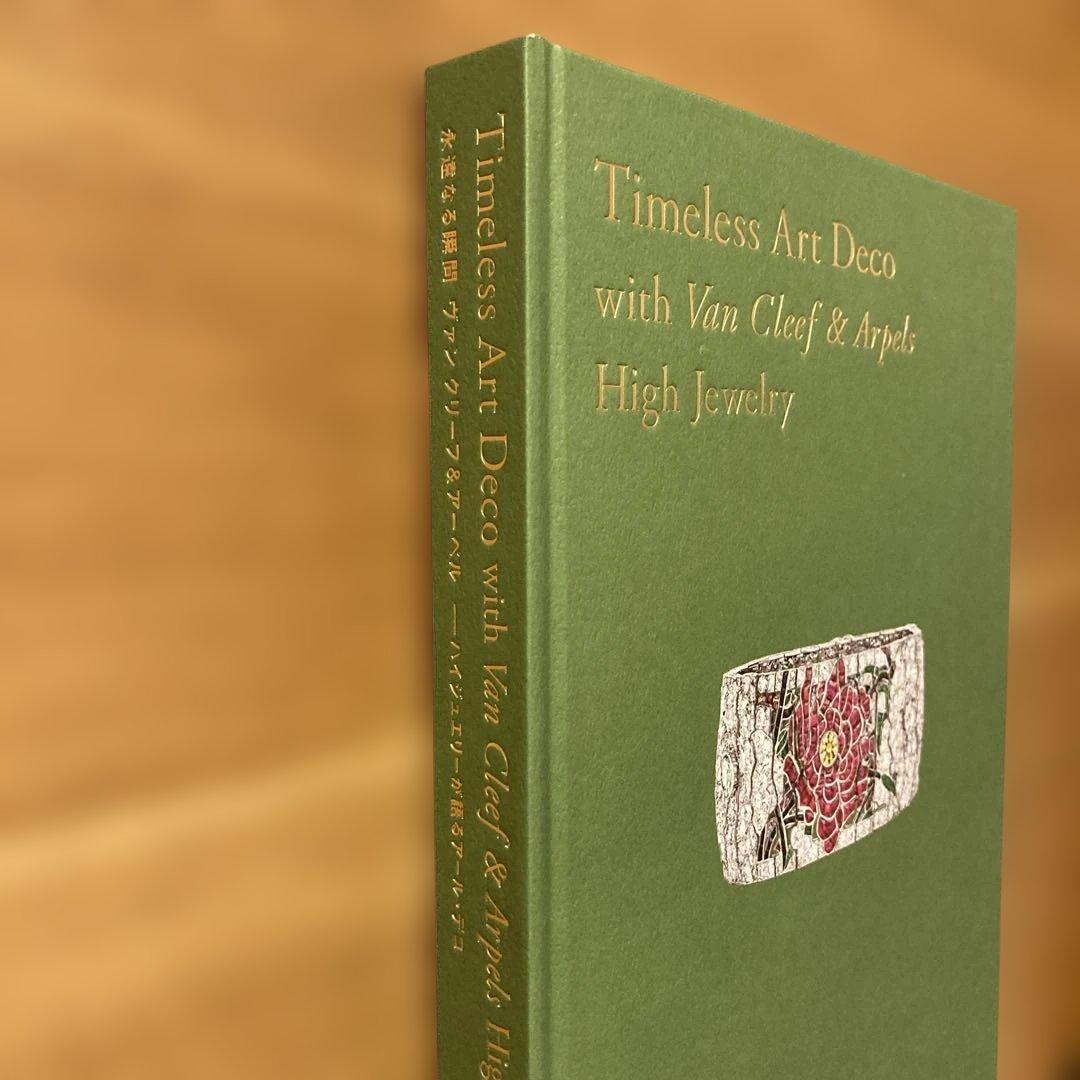 Timeless Art Deco
with Van Cleef & Arpels
High Jewelry
Timeless Art Deco with Van Cleef & Arpels Hig
永遠なる瞬間 ヴァン クリーフ&アーペル ──ハイジュエリーが語るアール・デコ